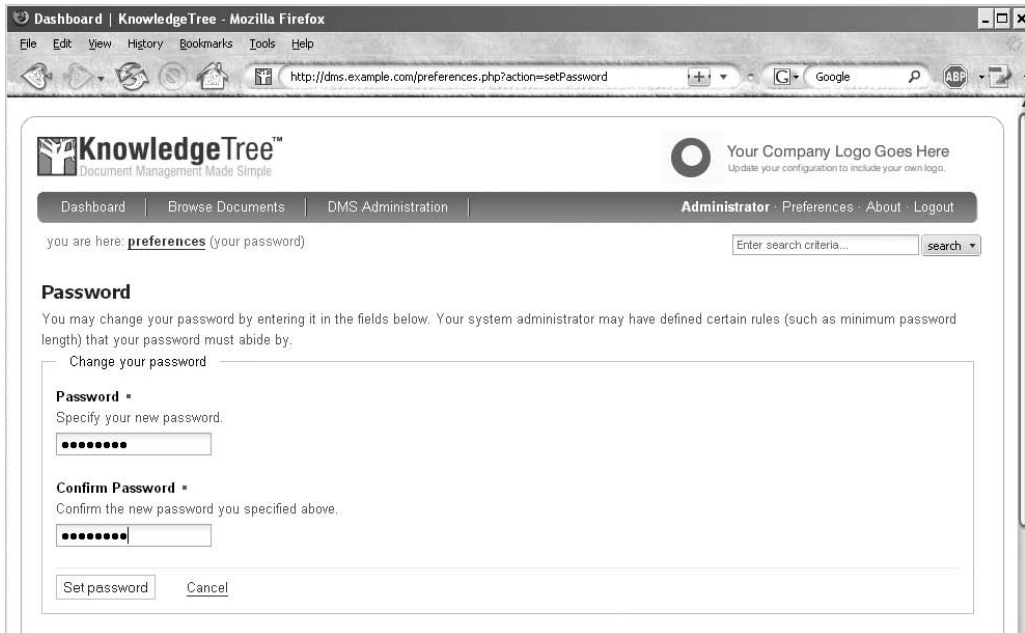 Dashboard | KnowledgeTree - Mozilla Firefox
File Edit View History Bookmarks Tools Help
http://dms.example.com/preferences.php?action=setPassword
G Google
ABP
KnowledgeTree™
Document Management Made Simple
Your Company Logo Goes Here
Update your configuration to include your own logo.
Dashboard | Browse Documents | DMS Administration |
Administrator · Preferences · About · Logout
you are here: preferences (your password)
Enter search criteria...
search
Password
You may change your password by entering it in the fields below. Your system administrator may have defined certain rules (such as minimum password
length) that your password must abide by.
Change your password
Password
Specify your new password.
••••••••
Confirm Password
Confirm the new password you specified above.
••••••••
Set password
Cancel